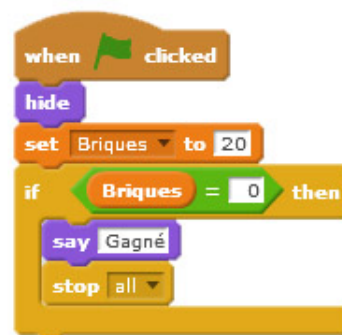 when clicked
hide
set Briques to 20
if Briques = 0 then
say Gagné
stop all